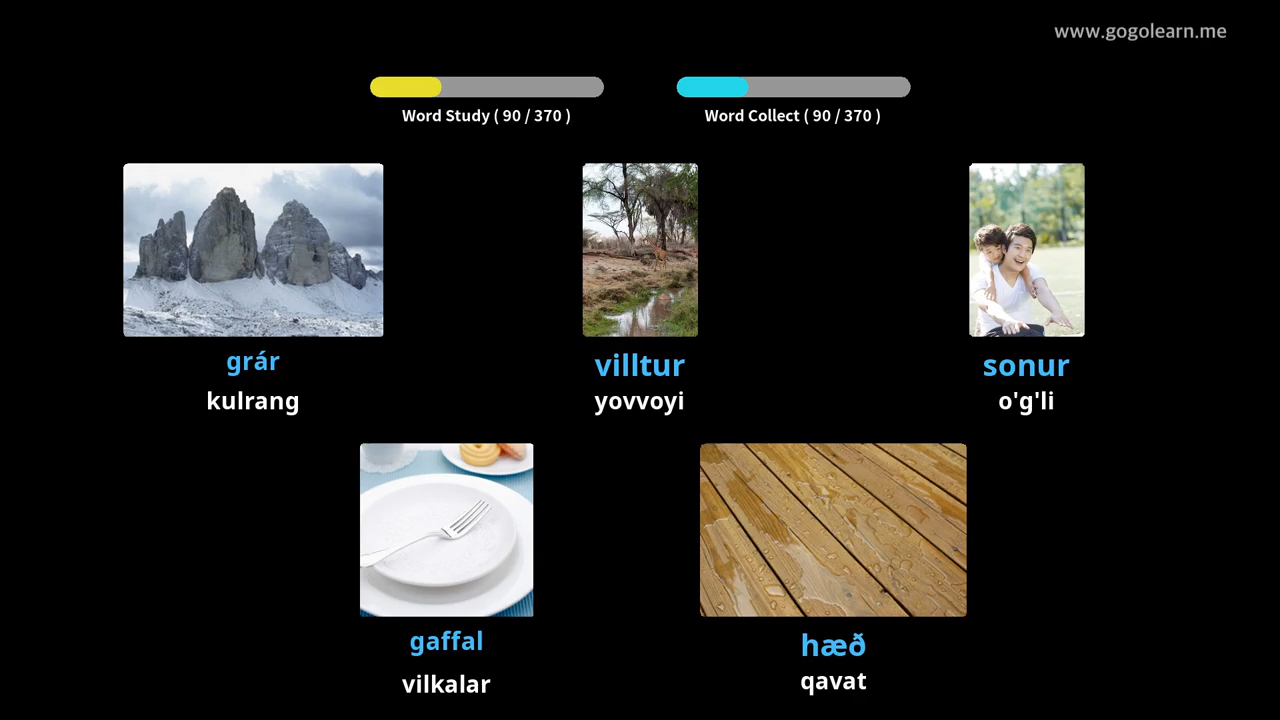 www.gogolearn.me
Word Study ( 90 / 370 )
Word Collect ( 90 / 370 )
grár
kulrang
villtur
yovvoyi
sonur
o'g'li
gaffal
vilkalar
hæð
qavat